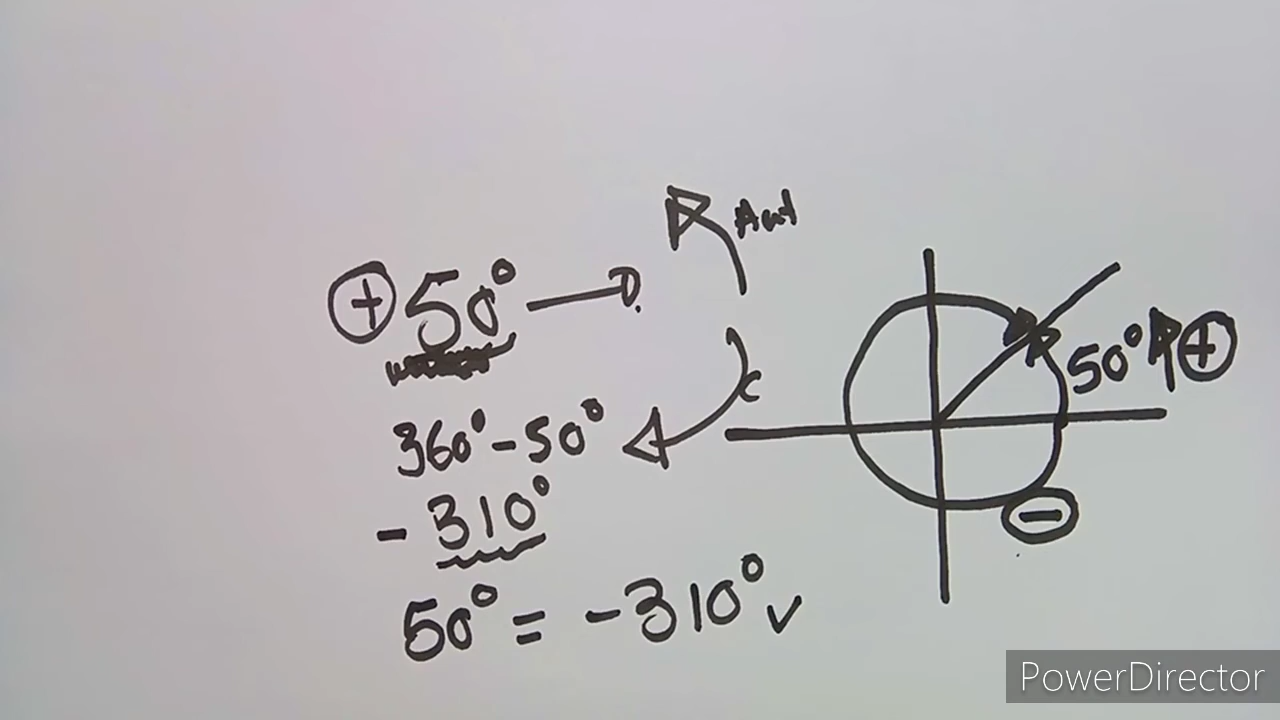 + 50°
360° - 50°
- 310°
50° = -310°
C
50° +
-
PowerDirector